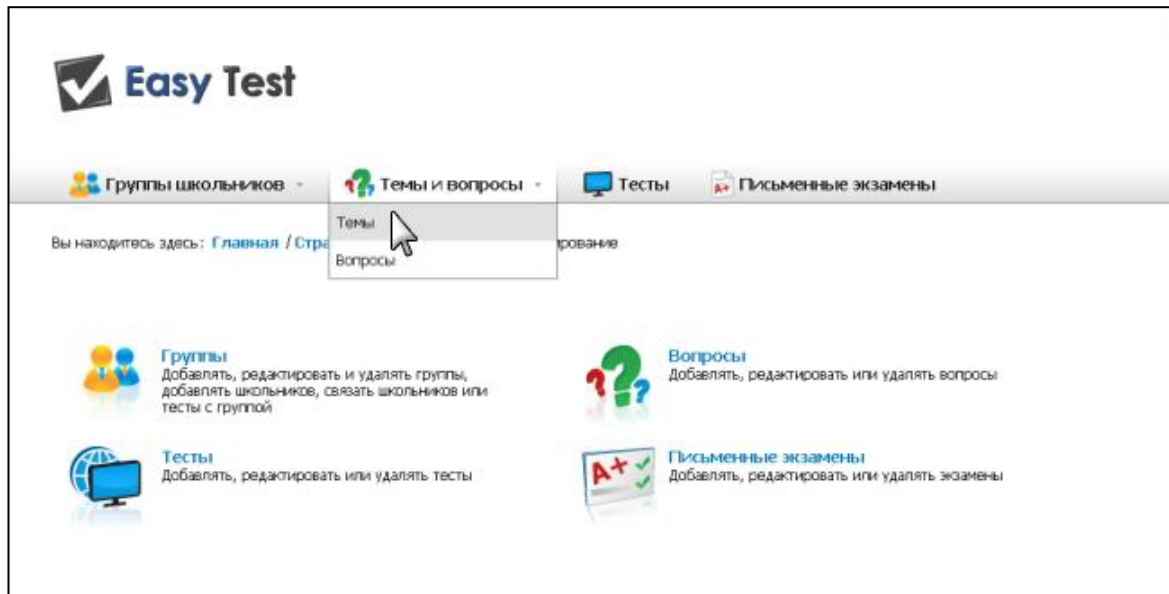 Easy Test
Группы школьников
Темы и вопросы
Тесты
Письменные экзамены
Темы
Вопросы
Вы находитесь здесь: Главная /
Группы
Добавлять, редактировать и удалять группы,
добавлять школьников, связать школьников или
тесты с группой
Вопросы
Добавлять, редактировать или удалять вопросы
Тесты
Добавлять, редактировать или удалять тесты
Письменные экзамены
Добавлять, редактировать или удалять экзамены